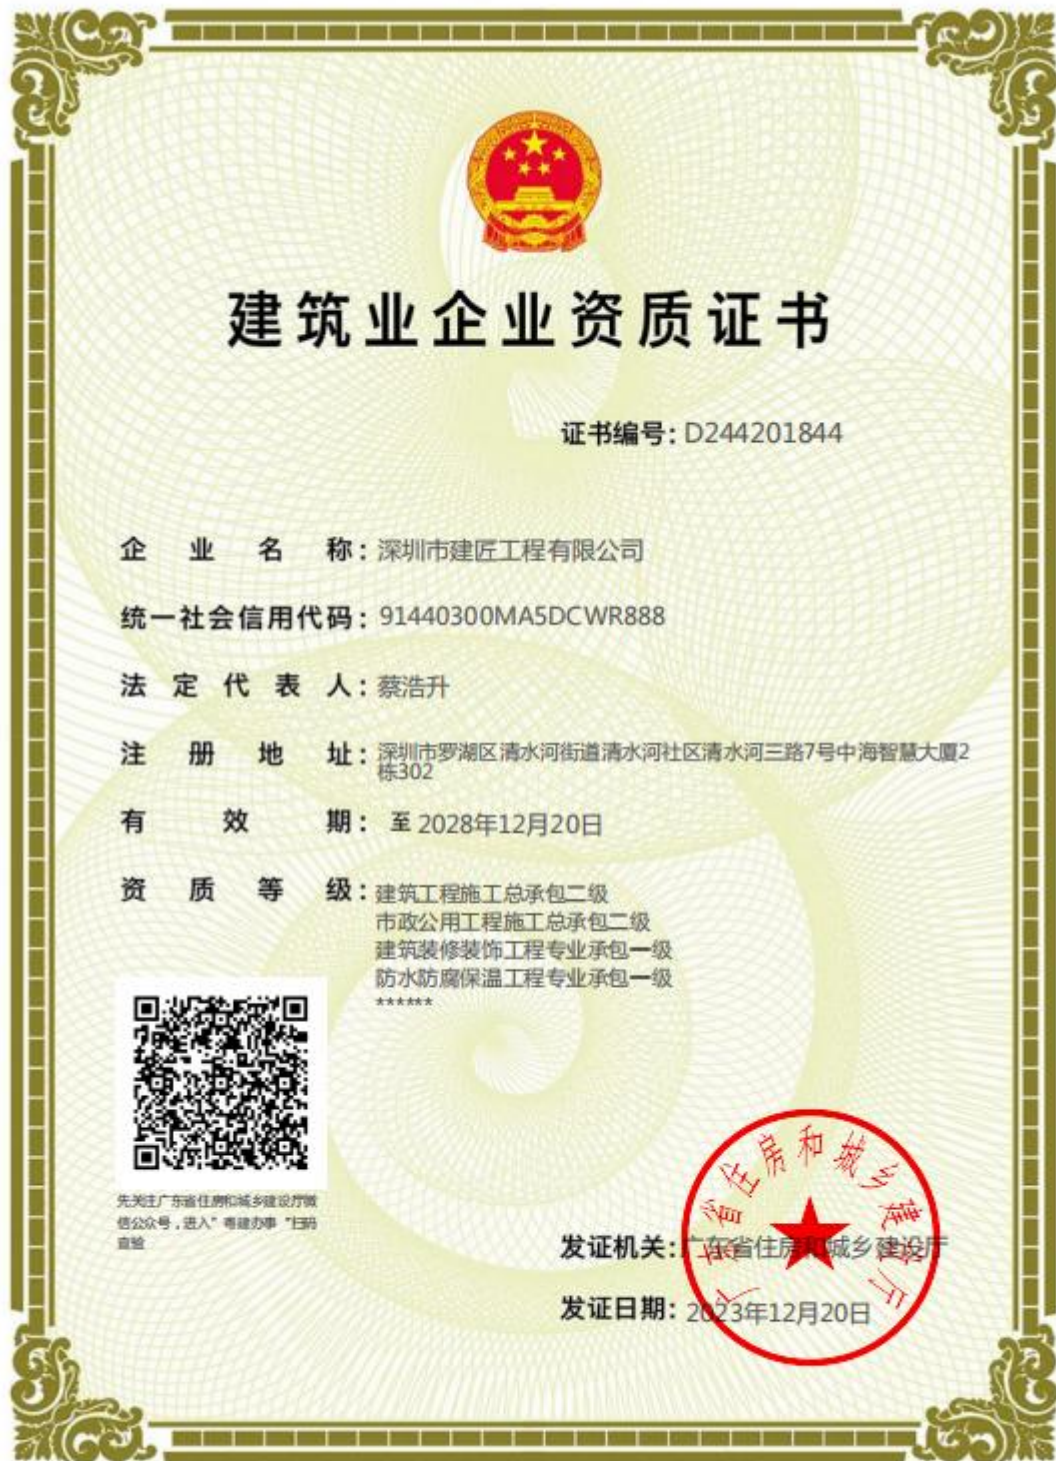 建筑业企业资质证书
证书编号：D244201844
企业名称：深圳市建匠工程有限公司
统一社会信用代码：91440300MA5DCWR888
法定代表人：蔡浩升
注册地址：深圳市罗湖区清水河街道清水河社区清水河三路7号中海智慧大厦2
栋302
有效期：至2028年12月20日
资质等级：建筑工程施工总承包二级
市政公用工程施工总承包二级
建筑装修装饰工程专业承包一级
防水防腐保温工程专业承包一级
******
先关注广东省住房和城乡建设厅微
信公众号，进入“粤建办事”扫码
查验
广东省住房和城乡建设厅
发证机关：广东省住房和城乡建设厅
发证日期：2023年12月20日